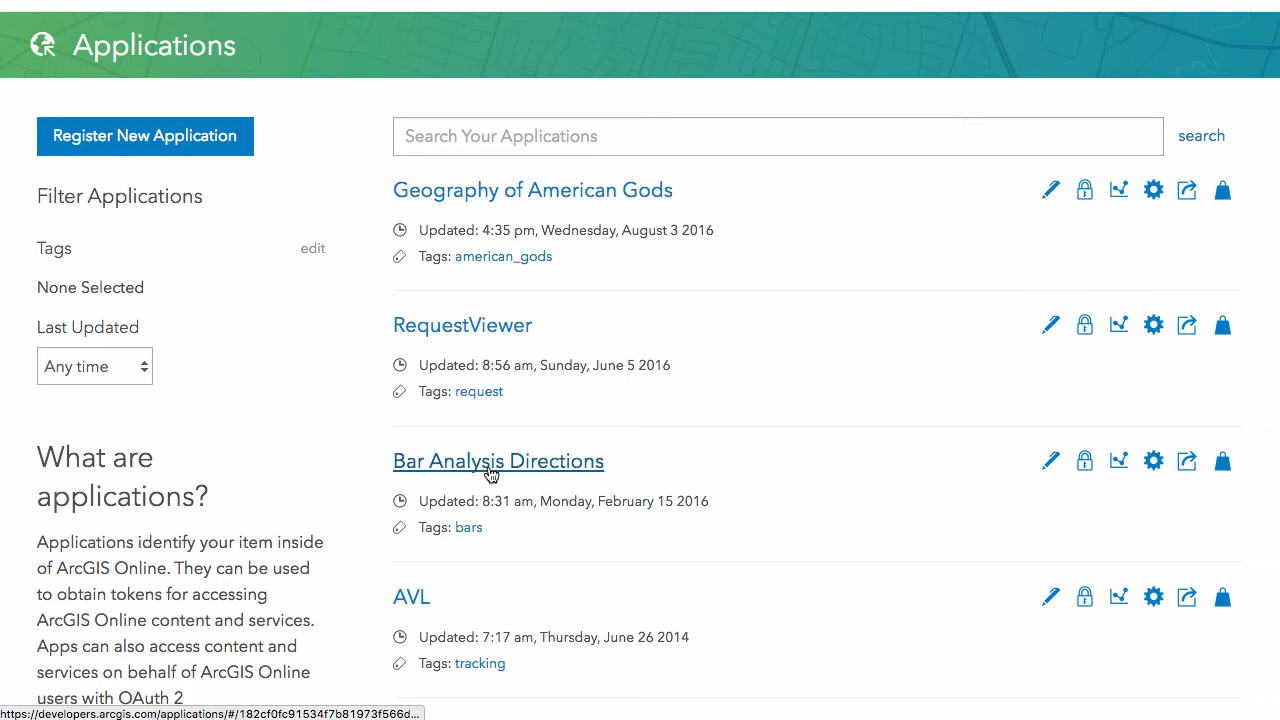 Applications
Register New Application
Filter Applications
Tags
edit
None Selected
Last Updated
Any time
What are
applications?
Applications identify your item inside
of ArcGIS Online. They can be used
to obtain tokens for accessing
ArcGIS Online content and services.
Apps can also access content and
services on behalf of ArcGIS Online
users with OAuth 2
Search Your Applications
search
Geography of American Gods
Updated: 4:35 pm, Wednesday, August 3 2016
Tags: american_gods
RequestViewer
Updated: 8:56 am, Sunday, June 5 2016
Tags: request
Bar Analysis Directions
Updated: 8:31 am, Monday, February 15 2016
Tags: bars
AVL
Updated: 7:17 am, Thursday, June 26 2014
Tags: tracking
https://developers.arcgis.com/applications/#/182cf0fc91534f7b81973f566d...